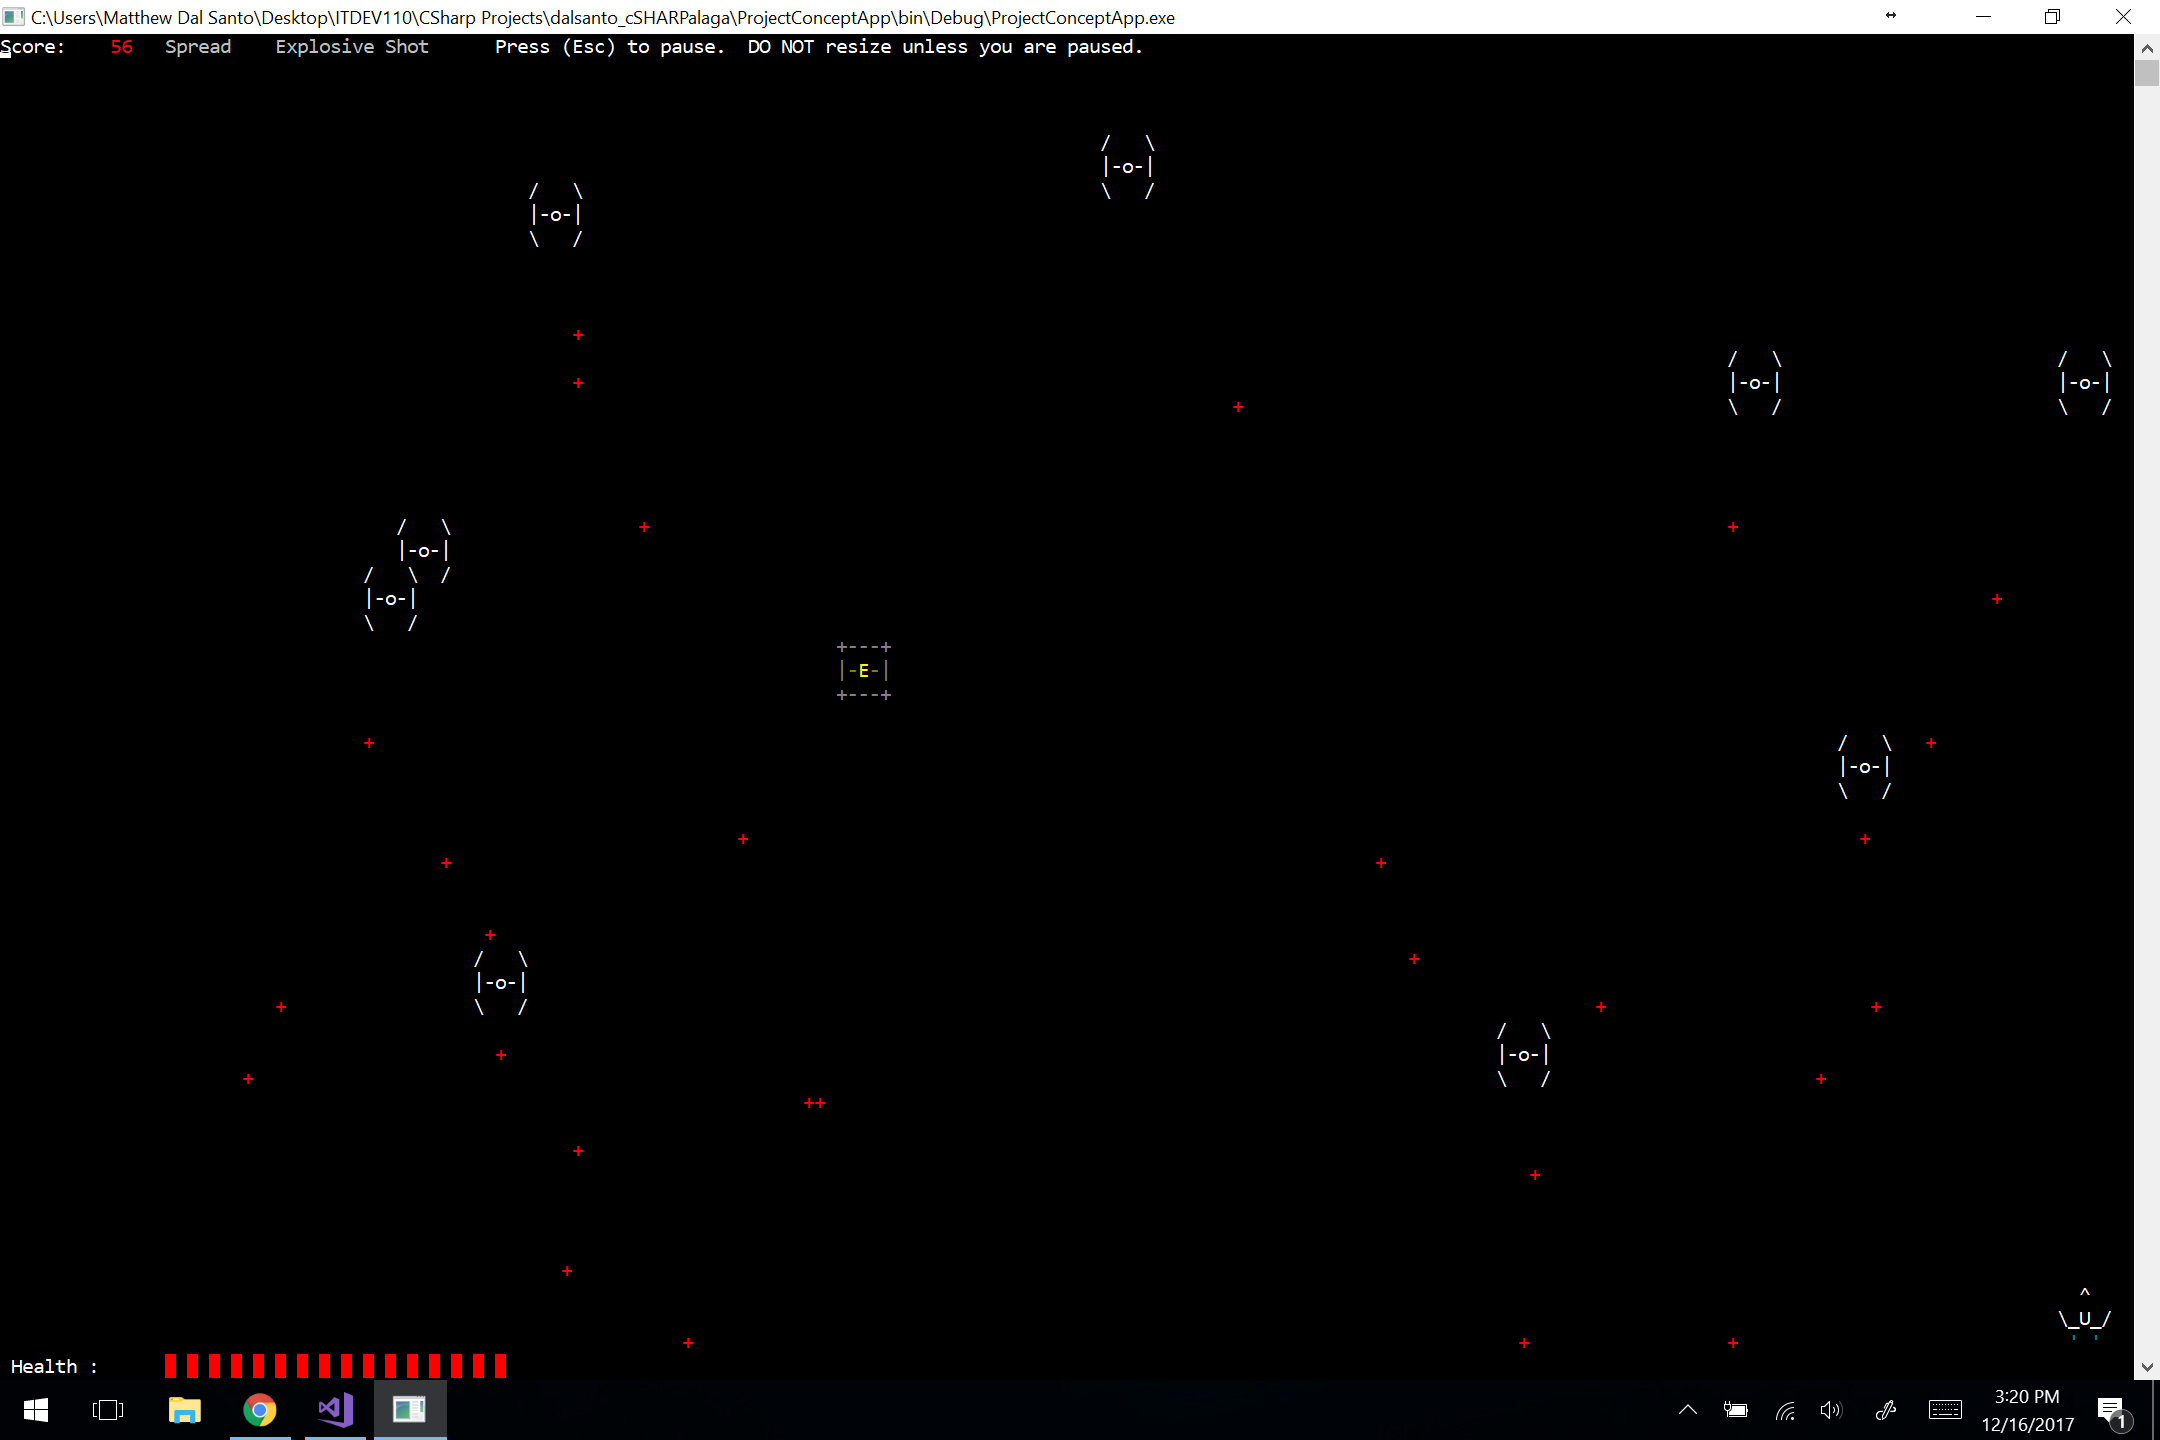 C:\Users\Matthew Dal Santo\Desktop\ITDEV110\CSharp Projects\dalsanto_cSHARPalaga\ProjectConceptApp\bin\Debug\ProjectConceptApp.exe
Score: 56 Spread Explosive Shot Press (Esc) to pause. DO NOT resize unless you are paused.
/ \
|-o-|
\ /
/ \
|-o-|
\ /
+
+
/ \ / \
|-o-| |-o-|
\ / \ /
+
/ \ + +
|-o-|
/ \ /
|-o-| +
\ /
+---+
|-E-|
+---+
+ / \ +
|-o-|
\ /
+ +
+ +
+
/ \ +
|-o-|
\ /
+ + +
/ \
+ |-o-|
+ \ / +
++
+
+
+
^
\_U_/
+ + + ' '
Health :
3:20 PM
12/16/2017
1